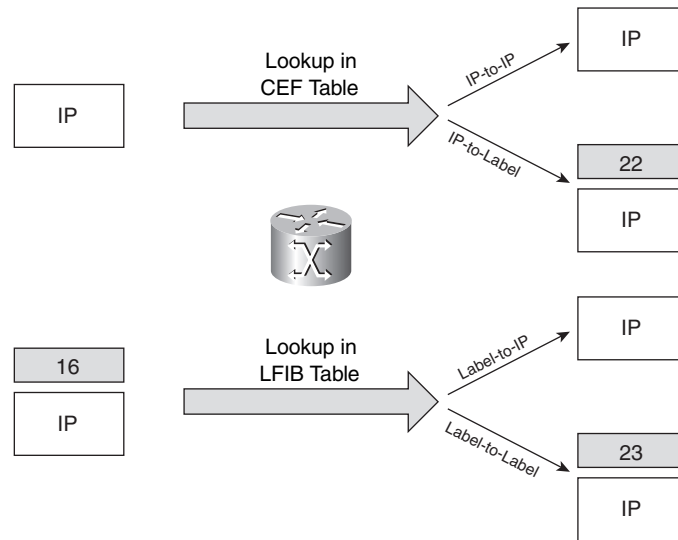 IP
Lookup in
CEF Table
IP-to-IP
IP
IP-to-Label
22
IP
16
IP
Lookup in
LFIB Table
Label-to-IP
IP
Label-to-Label
23
IP